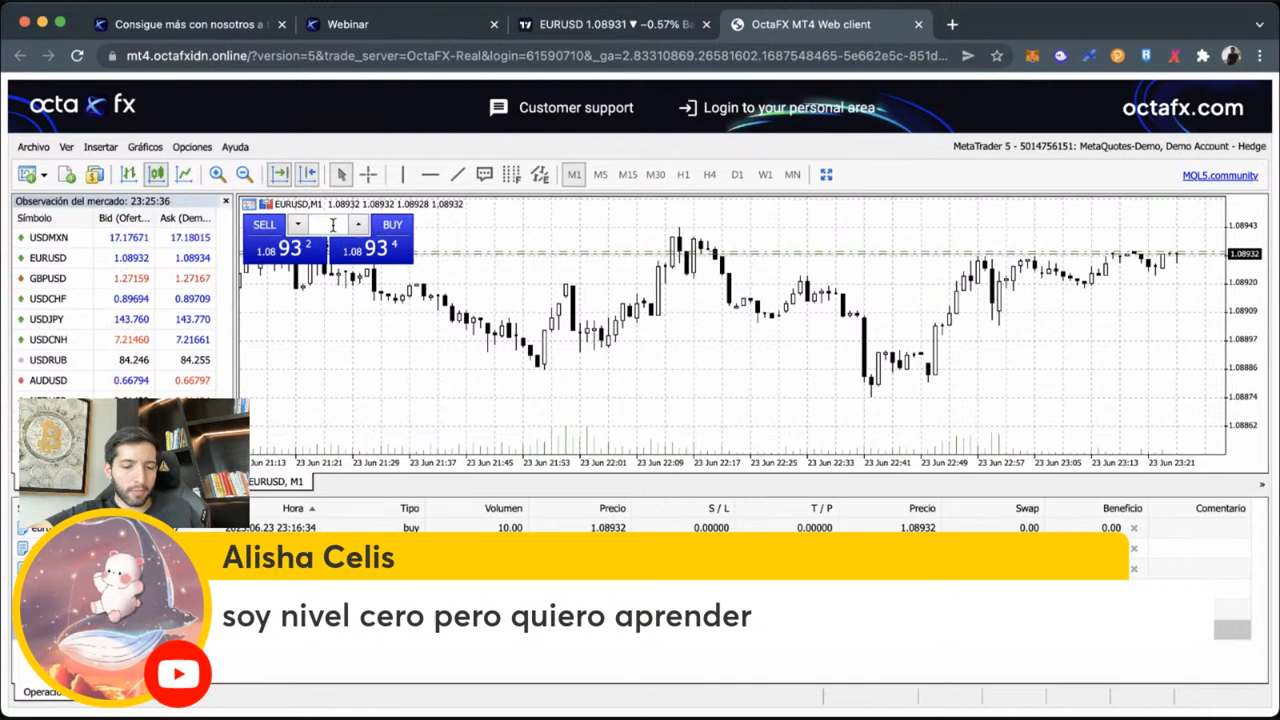 Consigue más con nosotros a t
Webinar
EURUSD 1.08931 ▼ −0.57% Ba
OctaFX MT4 Web client
mt4.octafxidn.online/?version=5&trade_server=OctaFX-Real&login=61590710&_ga=2.83310869.26581602.1687548465-5e662e5c-851d...
octa fx
Customer support
Login to your personal area
octafx.com
Archivo Ver Insertar Gráficos Opciones Ayuda
MetaTrader 5 - 5014756151: MetaQuotes-Demo, Demo Account - Hedge
M1 M5 M15 M30 H1 H4 D1 W1 MN
MQL5.community
Observación del mercado: 23:25:36
Símbolo Bid (Ofert... Ask (Dem...
USDMXN 17.17671 17.18015
EURUSD 1.08932 1.08934
GBPUSD 1.27159 1.27167
USDCHF 0.89694 0.89709
USDJPY 143.760 143.770
USDCNH 7.21460 7.21661
USDRUB 84.246 84.255
AUDUSD 0.66794 0.66797
EURUSD,M1 1.08932 1.08932 1.08928 1.08932
SELL BUY
1.08 93 2 1.08 93 4
1.08943
1.08932
1.08920
1.08909
1.08897
1.08886
1.08874
1.08862
Jun 21:13 23 Jun 21:21 23 Jun 21:29 23 Jun 21:37 23 Jun 21:45 23 Jun 21:53 23 Jun 22:01 23 Jun 22:09 23 Jun 22:17 23 Jun 22:25 23 Jun 22:33 23 Jun 22:41 23 Jun 22:49 23 Jun 22:57 23 Jun 23:05 23 Jun 23:13 23 Jun 23:21
EURUSD, M1
Hora Tipo Volumen Precio S / L T / P Precio Swap Beneficio Comentario
2023.06.23 23:16:34 buy 10.00 1.08932 0.00000 0.00000 1.08932 0.00 0.00
Alisha Celis
soy nivel cero pero quiero aprender
Operacio